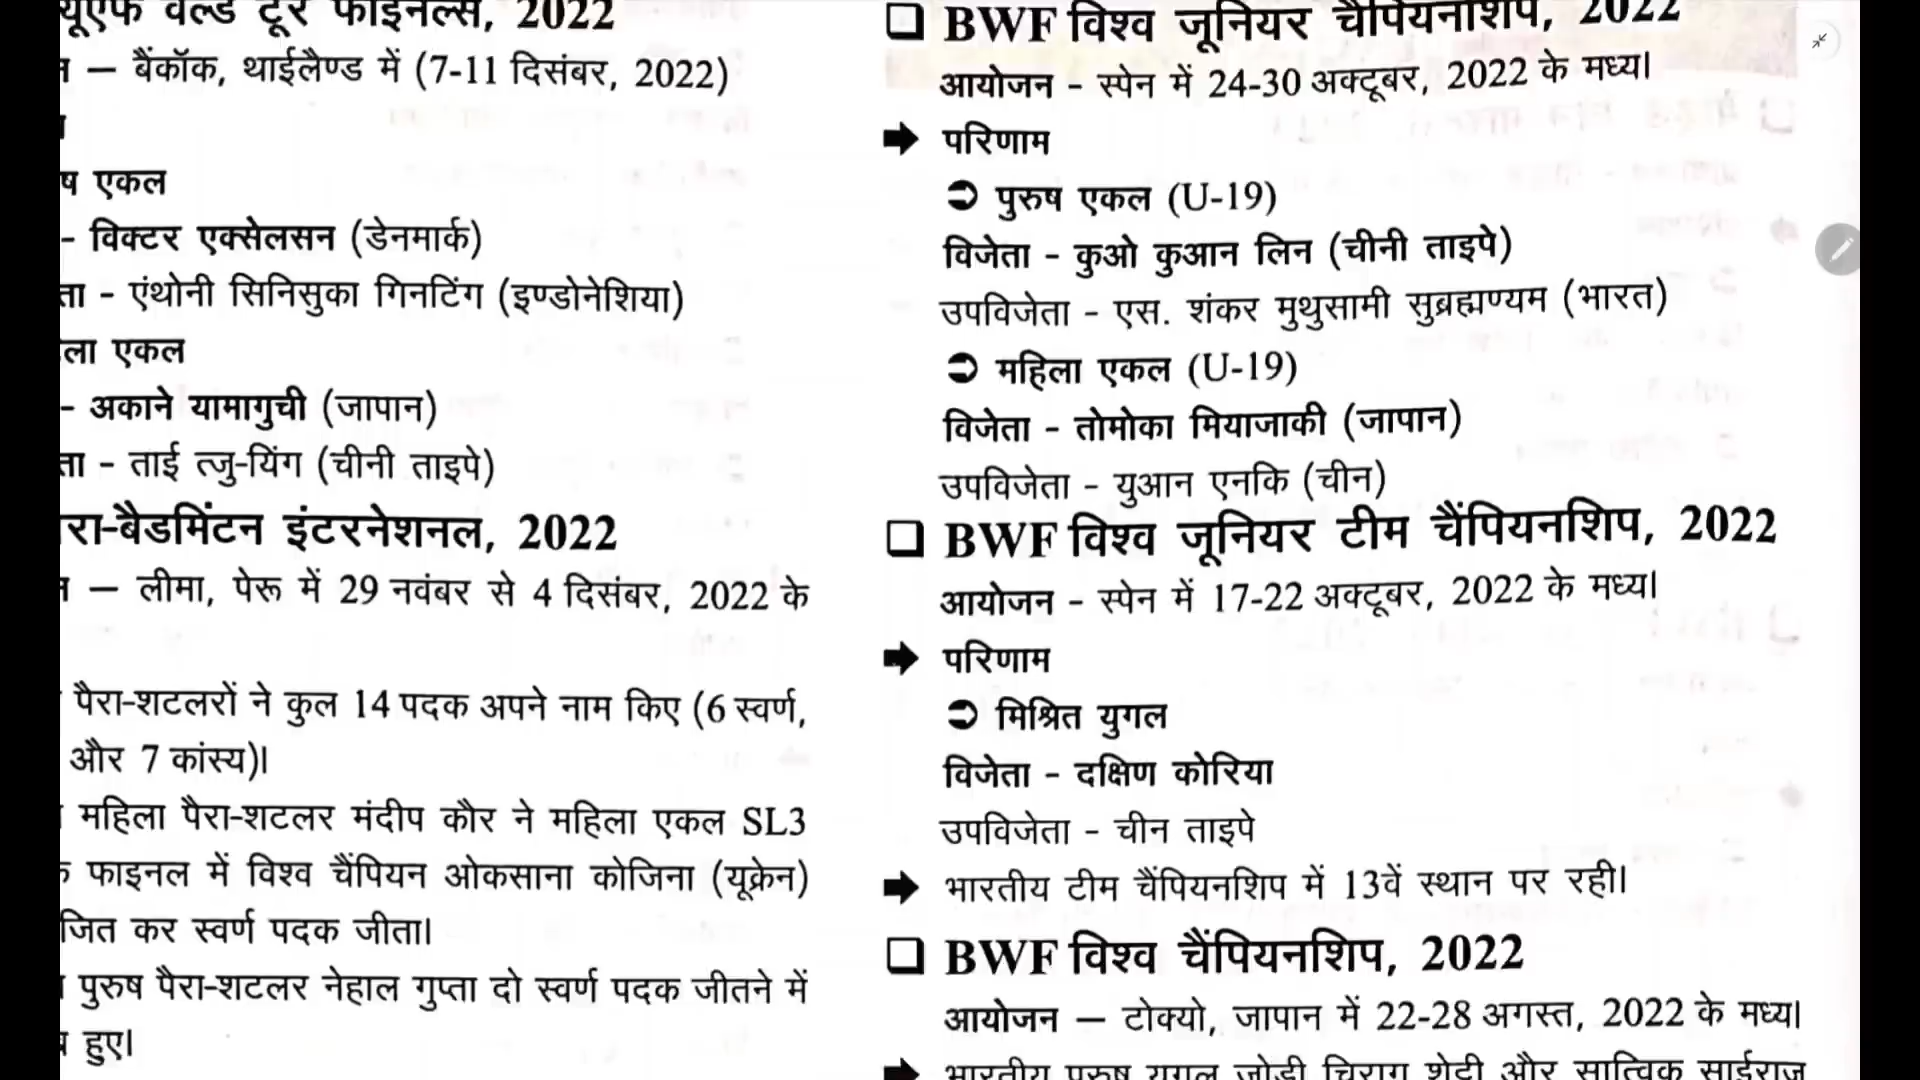 वर्ल्ड टूर फाइनल्स, 2022
— बैंकॉक, थाईलैण्ड में (7-11 दिसंबर, 2022)
एकल
- विक्टर एक्सेलसन (डेनमार्क)
- एंथोनी सिनिसुका गिनटिंग (इण्डोनेशिया)
एकल
- अकाने यामागुची (जापान)
- ताई त्जु-यिंग (चीनी ताइपे)
रा-बैडमिंटन इंटरनेशनल, 2022
— लीमा, पेरू में 29 नवंबर से 4 दिसंबर, 2022 के
पैरा-शटलरों ने कुल 14 पदक अपने नाम किए (6 स्वर्ण,
और 7 कांस्य)।
महिला पैरा-शटलर मंदीप कौर ने महिला एकल SL3
फाइनल में विश्व चैंपियन ओकसाना कोजिना (यूक्रेन)
जित कर स्वर्ण पदक जीता।
पुरुष पैरा-शटलर नेहाल गुप्ता दो स्वर्ण पदक जीतने में
हुए।
❑ BWF विश्व जूनियर चैंपियनशिप, 2022
आयोजन - स्पेन में 24-30 अक्टूबर, 2022 के मध्य।
➡ परिणाम
➲ पुरुष एकल (U-19)
विजेता - कुओ कुआन लिन (चीनी ताइपे)
उपविजेता - एस. शंकर मुथुसामी सुब्रह्मण्यम (भारत)
➲ महिला एकल (U-19)
विजेता - तोमोका मियाजाकी (जापान)
उपविजेता - युआन एनकि (चीन)
❑ BWF विश्व जूनियर टीम चैंपियनशिप, 2022
आयोजन - स्पेन में 17-22 अक्टूबर, 2022 के मध्य।
➡ परिणाम
➲ मिश्रित युगल
विजेता - दक्षिण कोरिया
उपविजेता - चीन ताइपे
➡ भारतीय टीम चैंपियनशिप में 13वें स्थान पर रही।
❑ BWF विश्व चैंपियनशिप, 2022
आयोजन — टोक्यो, जापान में 22-28 अगस्त, 2022 के मध्य।
➡ भारतीय पुरुष युगल जोड़ी चिराग शेट्टी और सात्विक साईराज